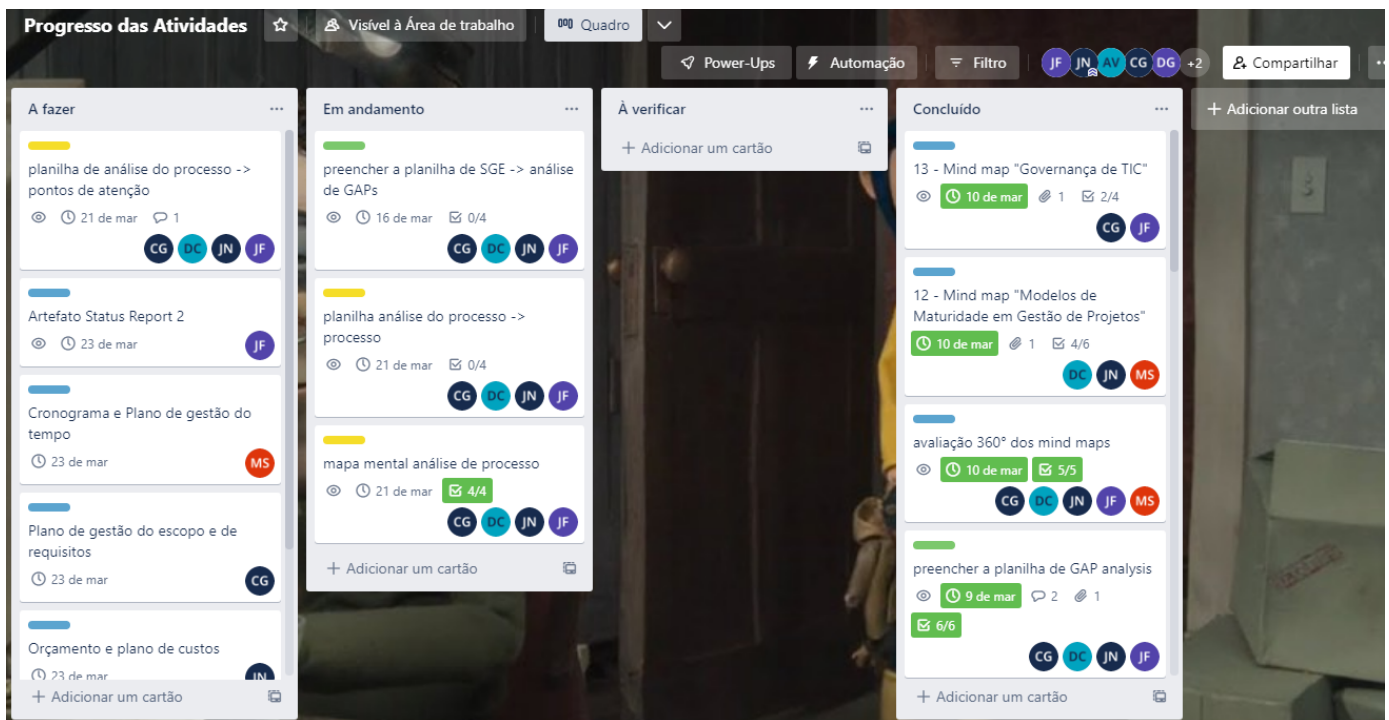 Progresso das Atividades
Visível à Área de trabalho
Quadro
Power-Ups
Automação
Filtro
JF JN AV CG DG +2
Compartilhar
A fazer
planilha de análise do processo ->
pontos de atenção
21 de mar 1
CG DC JN JF
Artefato Status Report 2
23 de mar
JF
Cronograma e Plano de gestão do
tempo
23 de mar
MS
Plano de gestão do escopo e de
requisitos
23 de mar
CG
Orçamento e plano de custos
23 de mar
JN
+ Adicionar um cartão
Em andamento
preencher a planilha de SGE -> análise
de GAPs
16 de mar 0/4
CG DC JN JF
planilha análise do processo ->
processo
21 de mar 0/4
CG DC JN JF
mapa mental análise de processo
21 de mar 4/4
CG DC JN JF
+ Adicionar um cartão
À verificar
+ Adicionar um cartão
Concluído
13 - Mind map "Governança de TIC"
10 de mar 1 2/4
CG JF
12 - Mind map "Modelos de
Maturidade em Gestão de Projetos"
10 de mar 1 4/6
DC JN MS
avaliação 360° dos mind maps
10 de mar 5/5
CG DC JN JF MS
preencher a planilha de GAP analysis
9 de mar 2 1
6/6
CG DC JN JF
+ Adicionar um cartão
+ Adicionar outra lista